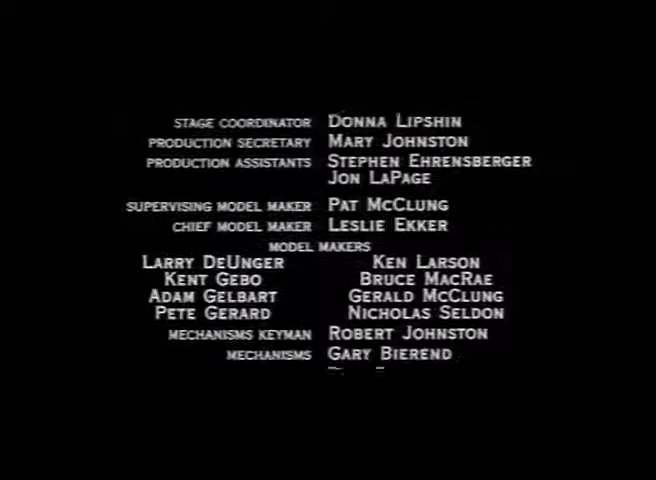 STAGE COORDINATOR DONNA LIPSHIN
PRODUCTION SECRETARY MARY JOHNSTON
PRODUCTION ASSISTANTS STEPHEN EHRENSBERGER
JON LAPAGE
SUPERVISING MODEL MAKER PAT MCCLUNG
CHIEF MODEL MAKER LESLIE EKKER
MODEL MAKERS
LARRY DEUNGER KEN LARSON
KENT GEBO BRUCE MACRAE
ADAM GELBART GERALD MCCLUNG
PETE GERARD NICHOLAS SELDON
MECHANISMS KEYMAN ROBERT JOHNSTON
MECHANISMS GARY BIEREND